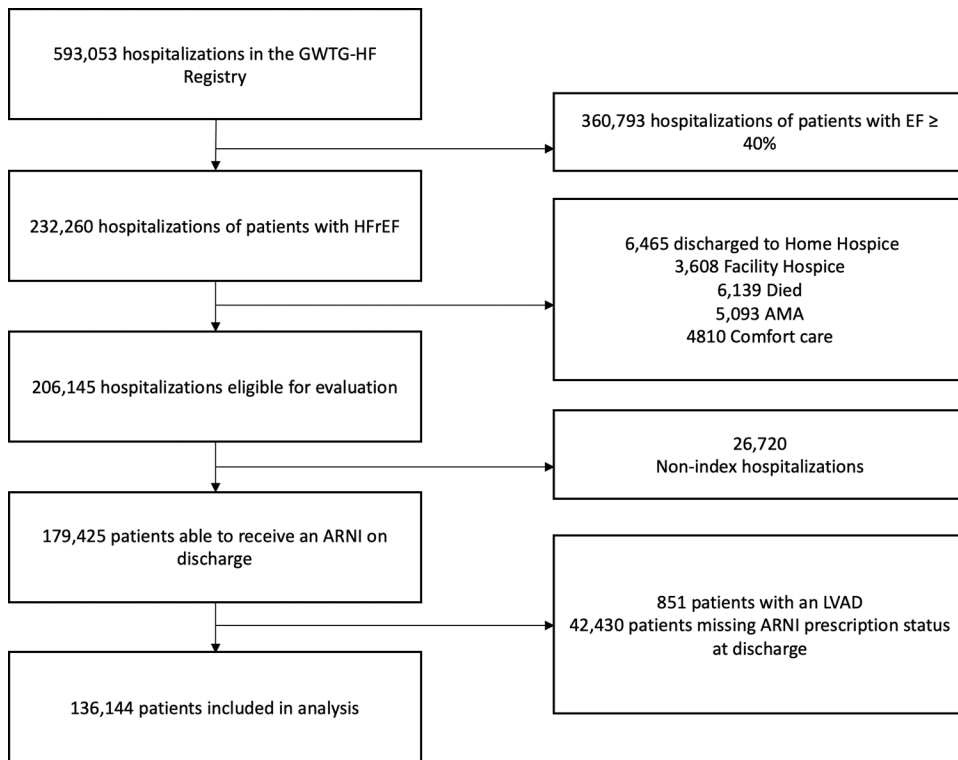 593,053 hospitalizations in the GWTG-HF
Registry
360,793 hospitalizations of patients with EF ≥
40%
232,260 hospitalizations of patients with HFrEF
6,465 discharged to Home Hospice
3,608 Facility Hospice
6,139 Died
5,093 AMA
4810 Comfort care
206,145 hospitalizations eligible for evaluation
26,720
Non-index hospitalizations
179,425 patients able to receive an ARNI on
discharge
851 patients with an LVAD
42,430 patients missing ARNI prescription status
at discharge
136,144 patients included in analysis